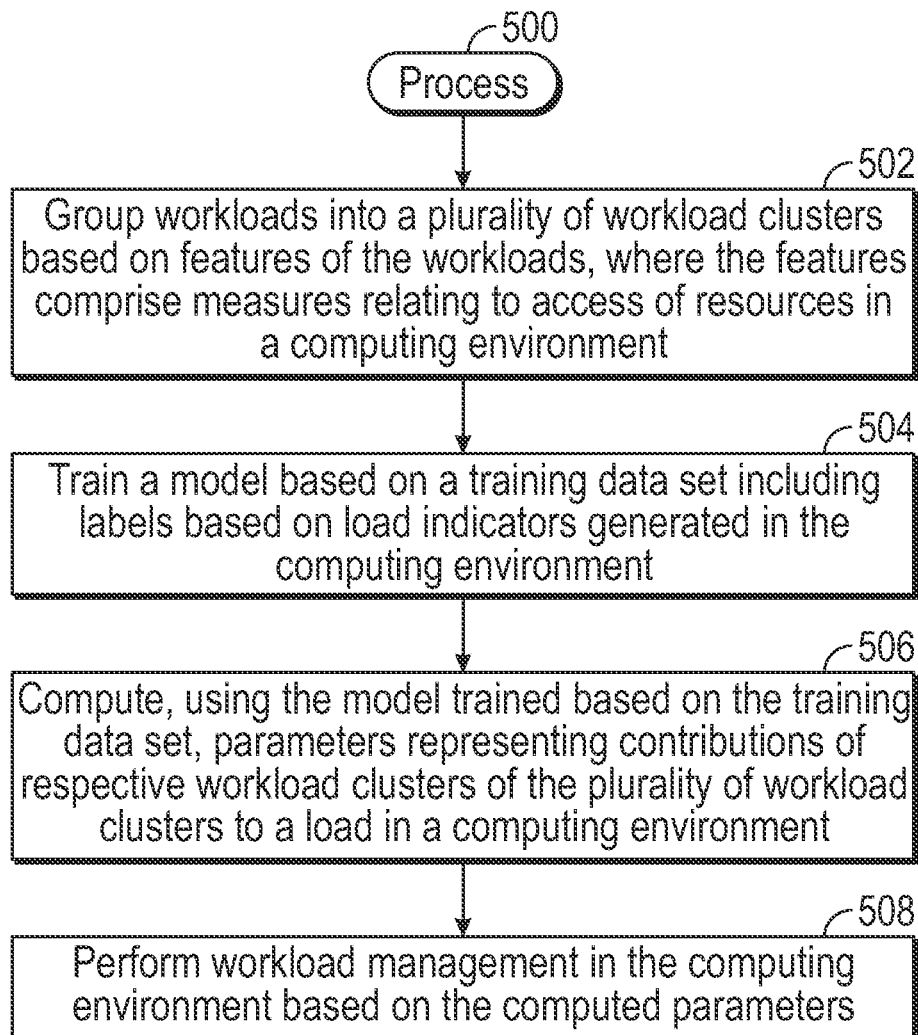 500
Process
502
Group workloads into a plurality of workload clusters
based on features of the workloads, where the features
comprise measures relating to access of resources in
a computing environment
504
Train a model based on a training data set including
labels based on load indicators generated in the
computing environment
506
Compute, using the model trained based on the training
data set, parameters representing contributions of
respective workload clusters of the plurality of workload
clusters to a load in a computing environment
508
Perform workload management in the computing
environment based on the computed parameters